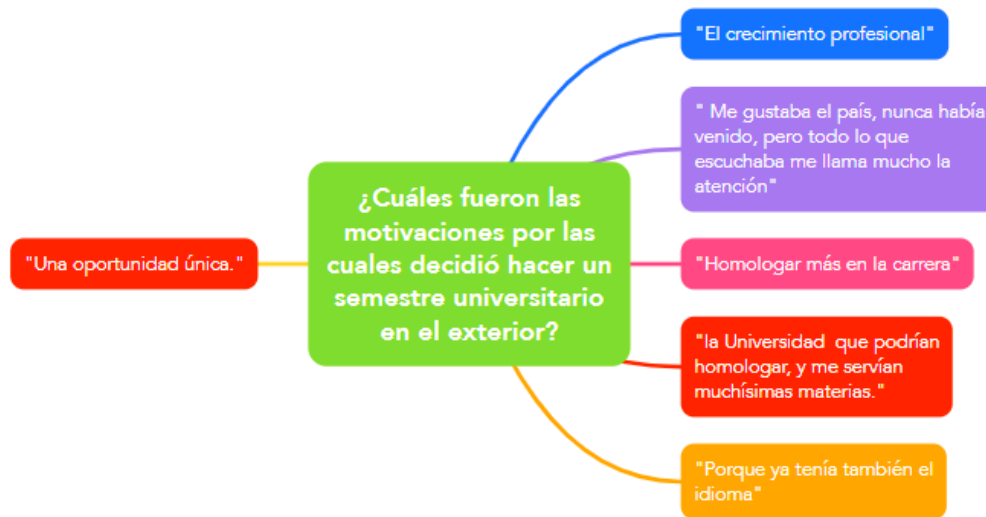 "El crecimiento profesional"
" Me gustaba el país, nunca había
venido, pero todo lo que
escuchaba me llama mucho la
atención"
¿Cuáles fueron las
motivaciones por las
cuales decidió hacer un
semestre universitario
en el exterior?
"Una oportunidad única."
"Homologar más en la carrera"
"la Universidad  que podrían
homologar, y me servían
muchísimas materias."
"Porque ya tenía también el
idioma"